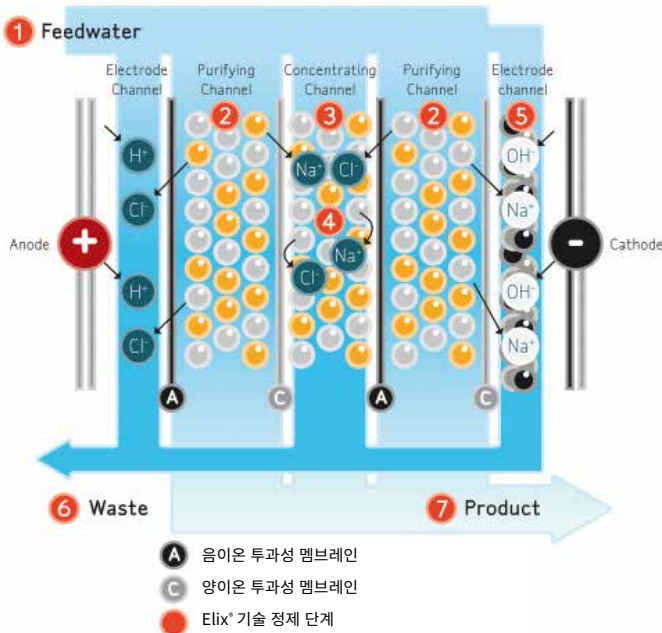 1 Feedwater
Electrode Channel
Purifying Channel
Concentrating Channel
Purifying Channel
Electrode channel
2
3
2
5
H⁺
Na⁺
Cl⁻
OH⁻
Cl⁻
Na⁺
4
Anode
+
-
Cathode
Na⁺
Cl⁻
H⁺
OH⁻
Cl⁻
Na⁺
A
C
A
C
6 Waste
7 Product
A 음이온 투과성 멤브레인
C 양이온 투과성 멤브레인
Elix® 기술 정제 단계